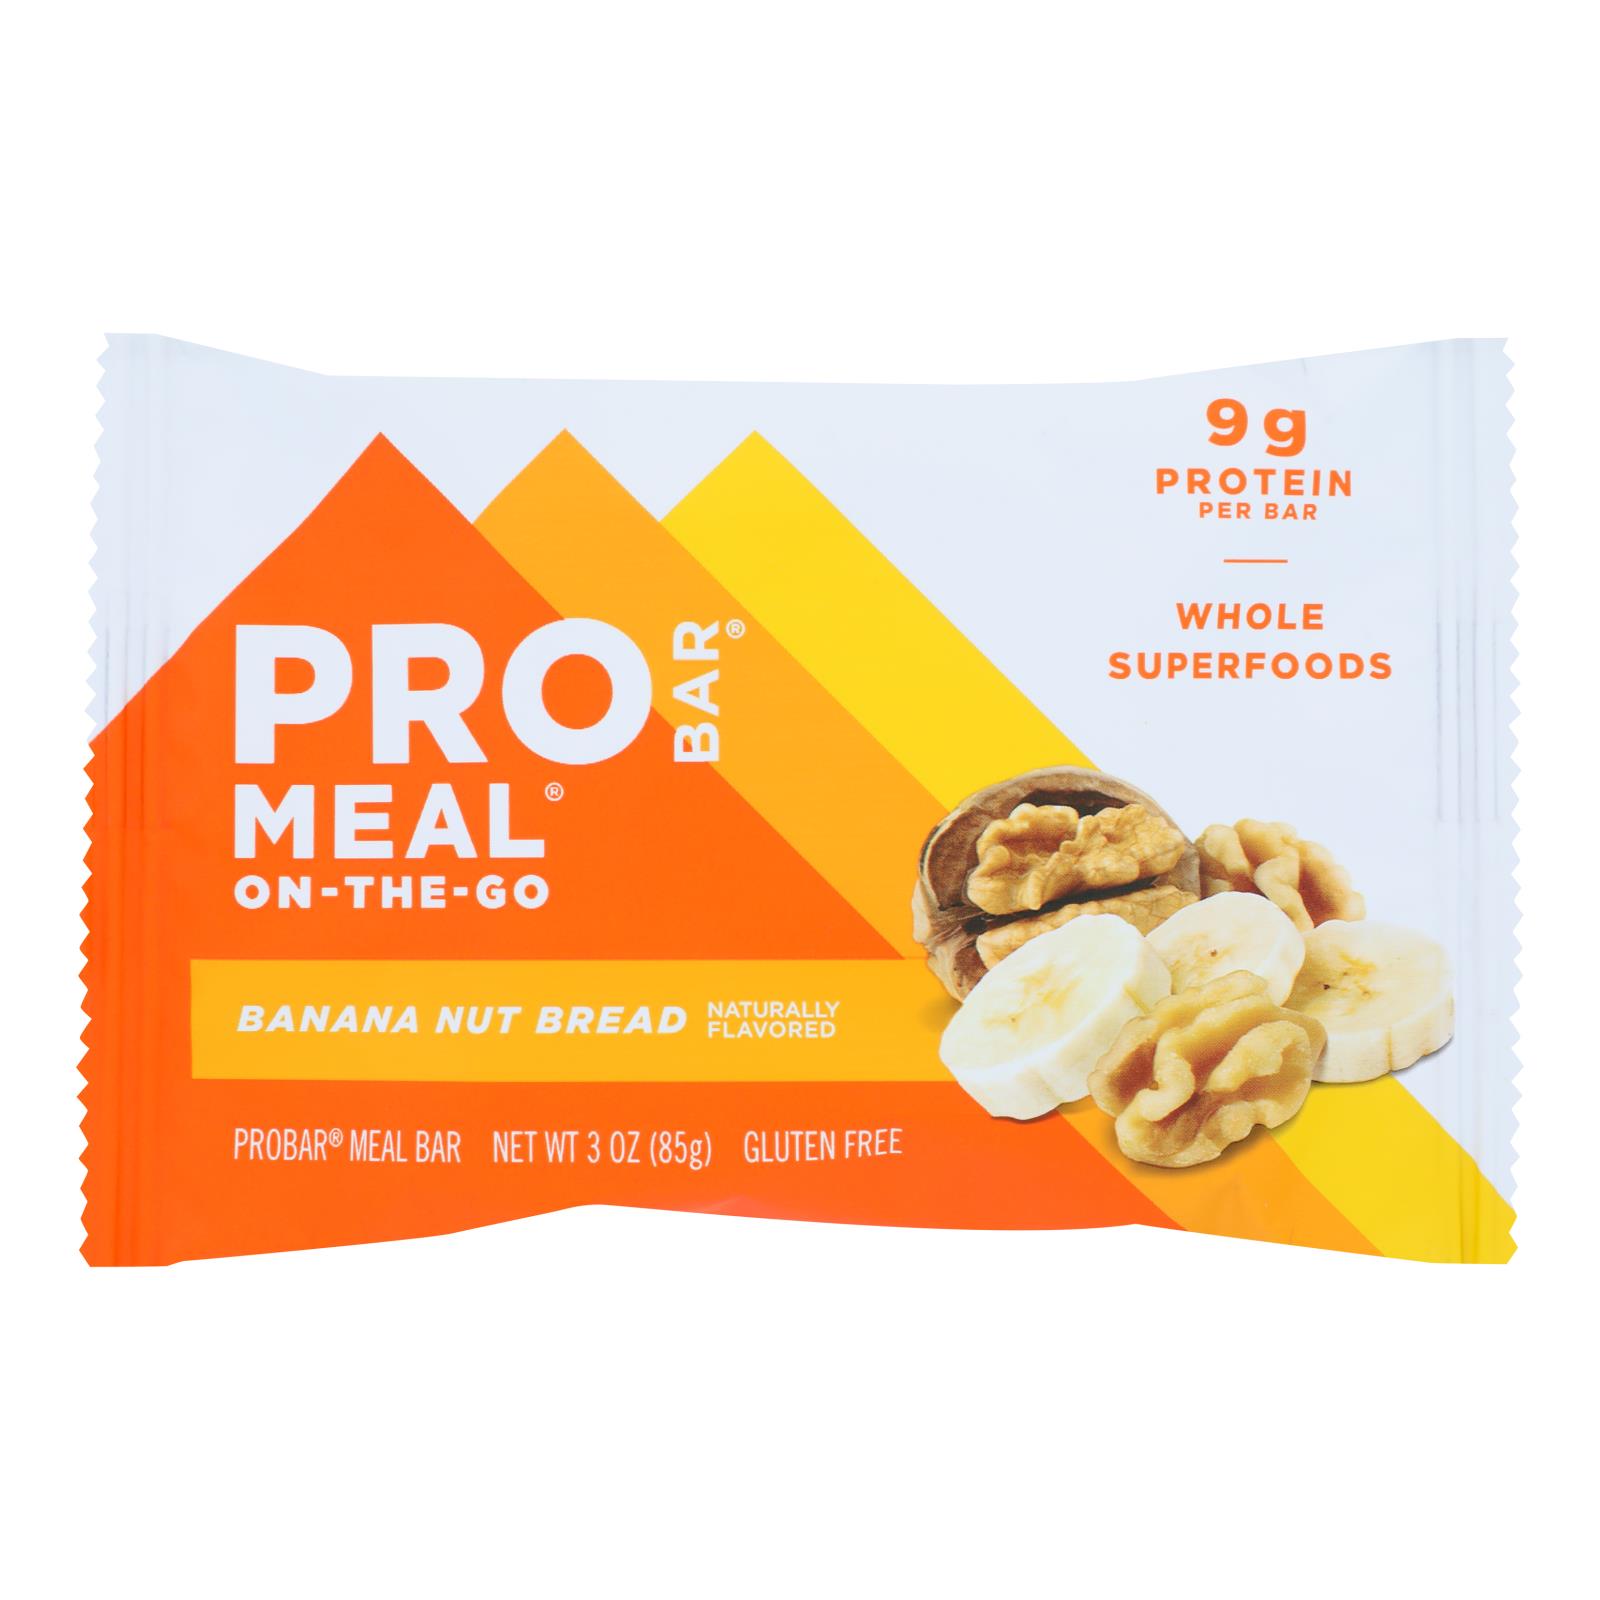 9g
PROTEIN
PER BAR
WHOLE
SUPERFOODS
PRO BAR®
MEAL®
ON-THE-GO
BANANA NUT BREAD NATURALLY
FLAVORED
PROBAR® MEAL BAR NET WT 3 OZ (85g) GLUTEN FREE